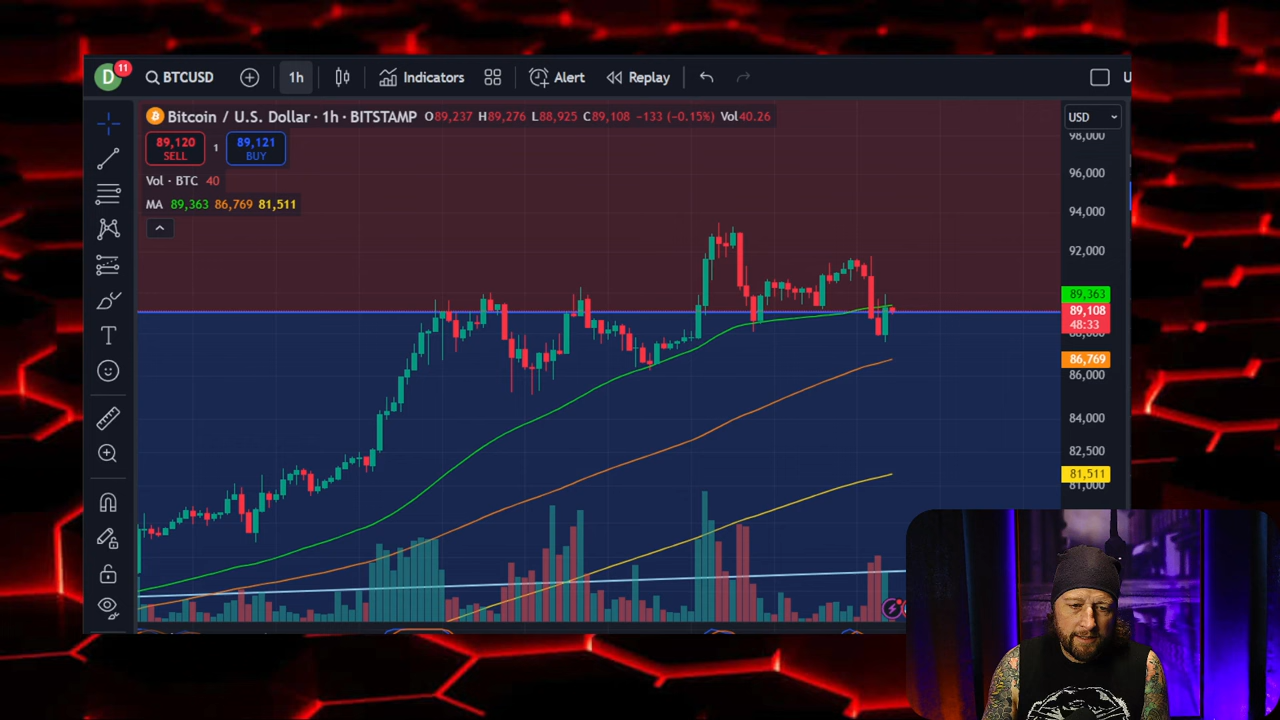 D 11 BTCUSD 1h Indicators Alert Replay U
Bitcoin / U.S. Dollar · 1h · BITSTAMP O89,237 H89,276 L88,925 C89,108 −133 (−0.15%) Vol40.26
USD
89,120 SELL 1 89,121 BUY
Vol · BTC 40
MA 89,363 86,769 81,511
98,000
96,000
94,000
92,000
89,363
89,108
48:33
88,000
86,769
86,000
84,000
82,500
81,511
81,000
T